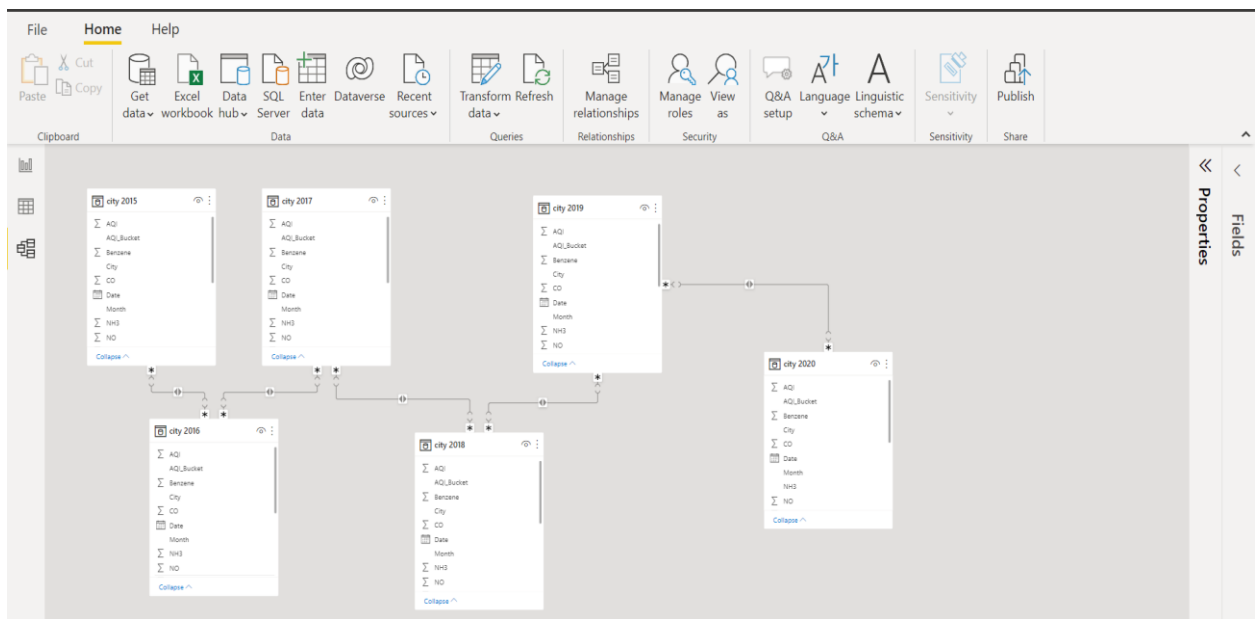 File Home Help
Paste
Cut
Copy
Get data
Excel workbook
Data hub
SQL Server
Enter data
Dataverse
Recent sources
Transform data
Refresh
Manage relationships
Manage roles
View as
Q&A setup
Language
Linguistic schema
Sensitivity
Publish
Clipboard Data Queries Relationships Security Q&A Sensitivity Share
city 2015
Σ AQI
AQI_Bucket
Σ Benzene
City
Σ CO
Date
Month
Σ NH3
Σ NO
Collapse
city 2017
Σ AQI
AQI_Bucket
Σ Benzene
City
Σ CO
Date
Month
Σ NH3
Σ NO
Collapse
city 2019
Σ AQI
AQI_Bucket
Σ Benzene
City
Σ CO
Date
Month
Σ NH3
Σ NO
Collapse
city 2020
Σ AQI
AQI_Bucket
Σ Benzene
City
Σ CO
Date
Month
NH3
Σ NO
Collapse
city 2016
Σ AQI
AQI_Bucket
Σ Benzene
City
Σ CO
Date
Month
Σ NH3
Σ NO
Collapse
city 2018
Σ AQI
AQI_Bucket
Σ Benzene
City
Σ CO
Date
Month
Σ NH3
Σ NO
Collapse
Properties
Fields